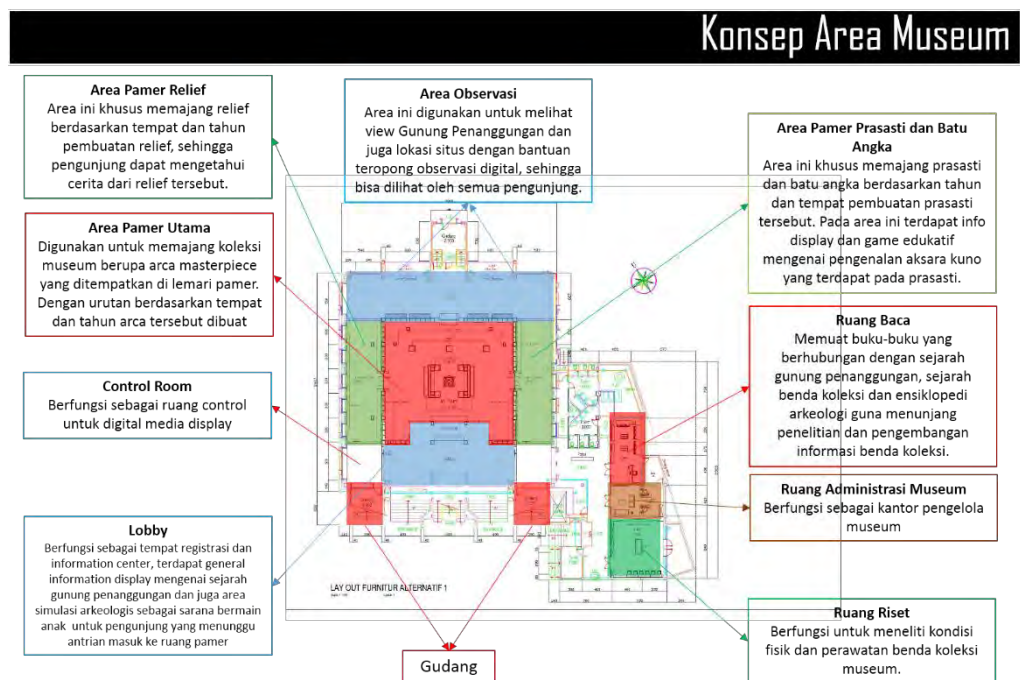 Konsep Area Museum
Area Pamer Relief
Area ini khusus memajang relief
berdasarkan tempat dan tahun
pembuatan relief, sehingga
pengunjung dapat mengetahui
cerita dari relief tersebut.
Area Observasi
Area ini digunakan untuk melihat
view Gunung Penanggungan dan
juga lokasi situs dengan bantuan
teropong observasi digital, sehingga
bisa dilihat oleh semua pengunjung.
Area Pamer Prasasti dan Batu
Angka
Area ini khusus memajang prasasti
dan batu angka berdasarkan tahun
dan tempat pembuatan prasasti
tersebut. Pada area ini terdapat info
display dan game edukatif
mengenai pengenalan aksara kuno
yang terdapat pada prasasti.
Area Pamer Utama
Digunakan untuk memajang koleksi
museum berupa arca masterpiece
yang ditempatkan di lemari pamer.
Dengan urutan berdasarkan tempat
dan tahun arca tersebut dibuat
Ruang Baca
Memuat buku-buku yang
berhubungan dengan sejarah
gunung penanggungan, sejarah
benda koleksi dan ensiklopedi
arkeologi guna menunjang
penelitian dan pengembangan
informasi benda koleksi.
Control Room
Berfungsi sebagai ruang control
untuk digital media display
Ruang Administrasi Museum
Berfungsi sebagai kantor pengelola
museum
Lobby
Berfungsi sebagai tempat registrasi dan
information center, terdapat general
information display mengenai sejarah
gunung penanggungan dan juga area
simulasi arkeologis sebagai sarana bermain
anak untuk pengunjung yang menunggu
antrian masuk ke ruang pamer
LAY OUT FURNITUR ALTERNATIF 1
Ruang Riset
Berfungsi untuk meneliti kondisi
fisik dan perawatan benda koleksi
museum.
Gudang